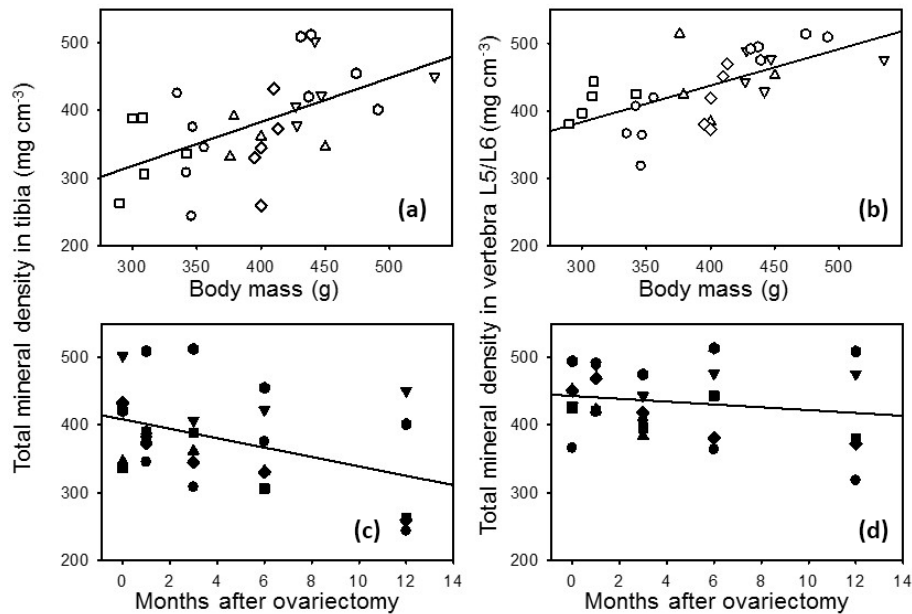 Total mineral density in tibia (mg cm-3)
500
400
300
200
(a)
300 350 400 450 500
Body mass (g)
Total mineral density in vertebra L5/L6 (mg cm-3)
500
400
300
200
(b)
300 350 400 450 500
Body mass (g)
500
400
300
200
(c)
0 2 4 6 8 10 12 14
Months after ovariectomy
500
400
300
200
(d)
0 2 4 6 8 10 12 14
Months after ovariectomy